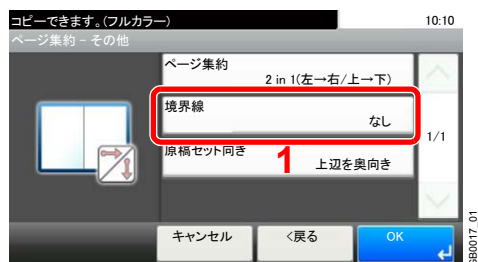 コピーできます。(フルカラー)
10:10
ページ集約 - その他
ページ集約
2 in 1(左→右/上→下)
境界線
なし
1/1
原稿セット向き
1
上辺を奥向き
キャンセル
<戻る
OK